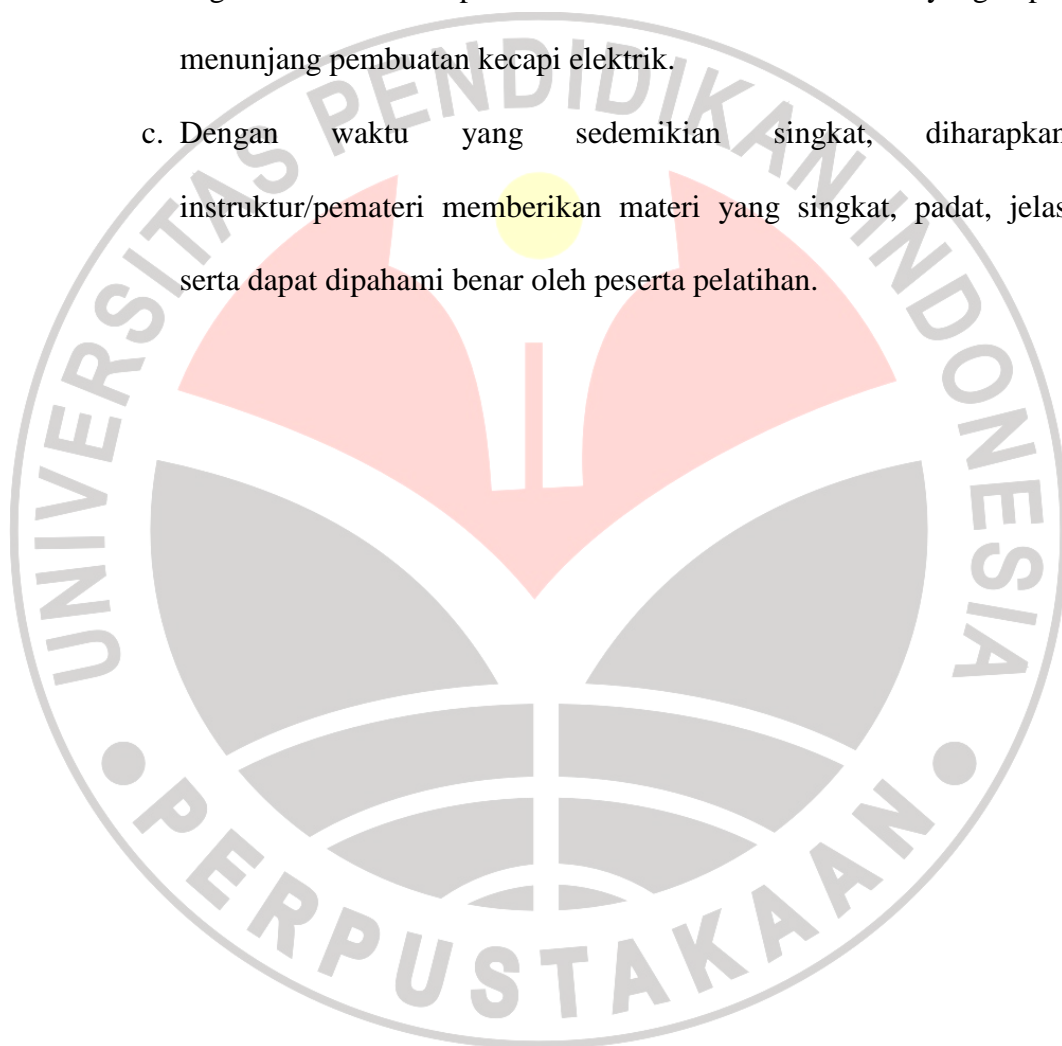 menunjang pembuatan kecapi elektrik.
c. Dengan waktu yang sedemikian singkat, diharapkan
instruktur/pemateri memberikan materi yang singkat, padat, jelas
serta dapat dipahami benar oleh peserta pelatihan.
UNIVERSITAS PENDIDIKAN INDONESIA
PERPUSTAKAAN